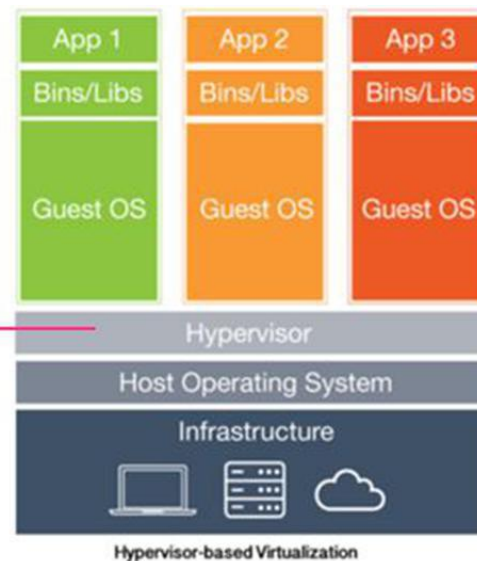 App 1 App 2 App 3
Bins/Libs Bins/Libs Bins/Libs
Guest OS Guest OS Guest OS
Hypervisor
Host Operating System
Infrastructure
Hypervisor-based Virtualization